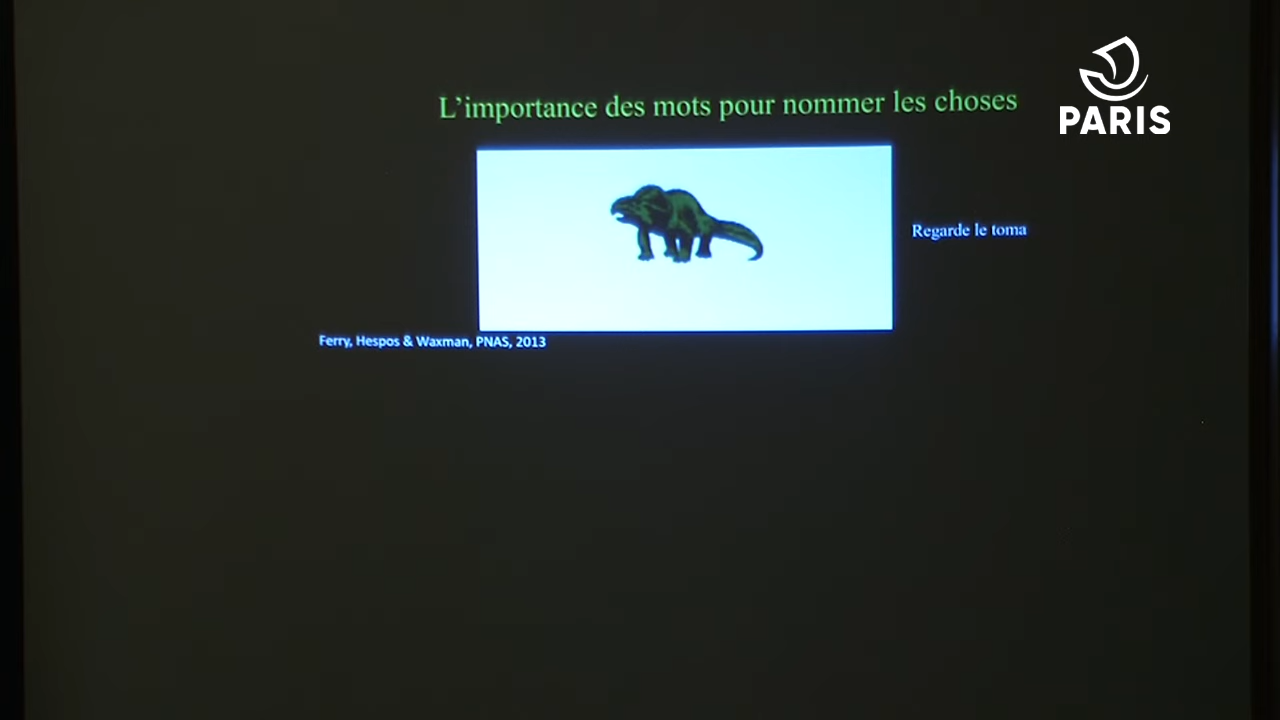 L'importance des mots pour nommer les choses
PARIS
Regarde le toma
Ferry, Hespos & Waxman, PNAS, 2013